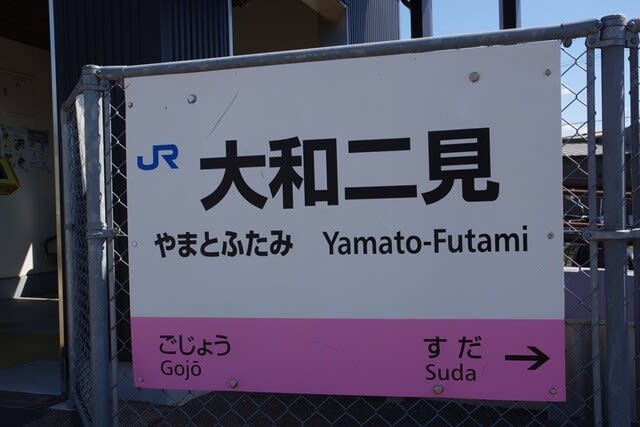 JR 大和二見
やまとふたみ Yamato-Futami
ごじょう すだ →
Gojō Suda